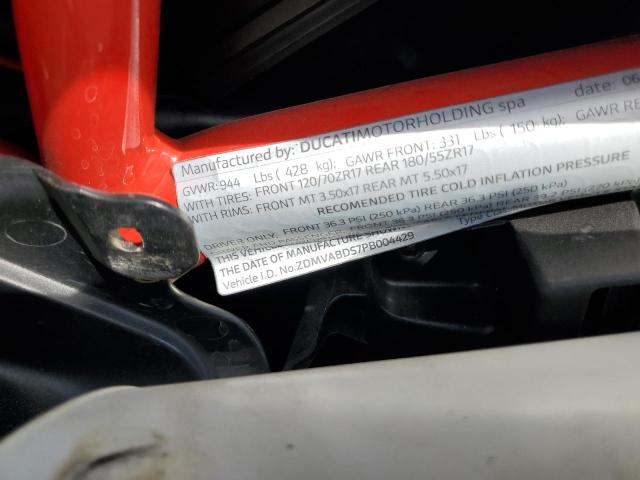 Manufactured by: DUCATIMOTORHOLDING spa date: 06
GVWR: 944 Lbs ( 428 kg): GAWR FRONT: 331 Lbs ( 150 kg): GAWR RE
WITH TIRES: FRONT 120/70ZR17 REAR 180/55ZR17
WITH RIMS: FRONT MT 3.50x17 REAR MT 5.50x17
RECOMENDED TIRE COLD INFLATION PRESSURE
DRIVER ONLY. FRONT 36.3 PSI (250 kPa) REAR 36.3 PSI (250 kPa)
THIS VEHICLE
THE DATE OF MANUFACTURE Type
Vehicle I.D. No. ZDMVABDS7PB004429